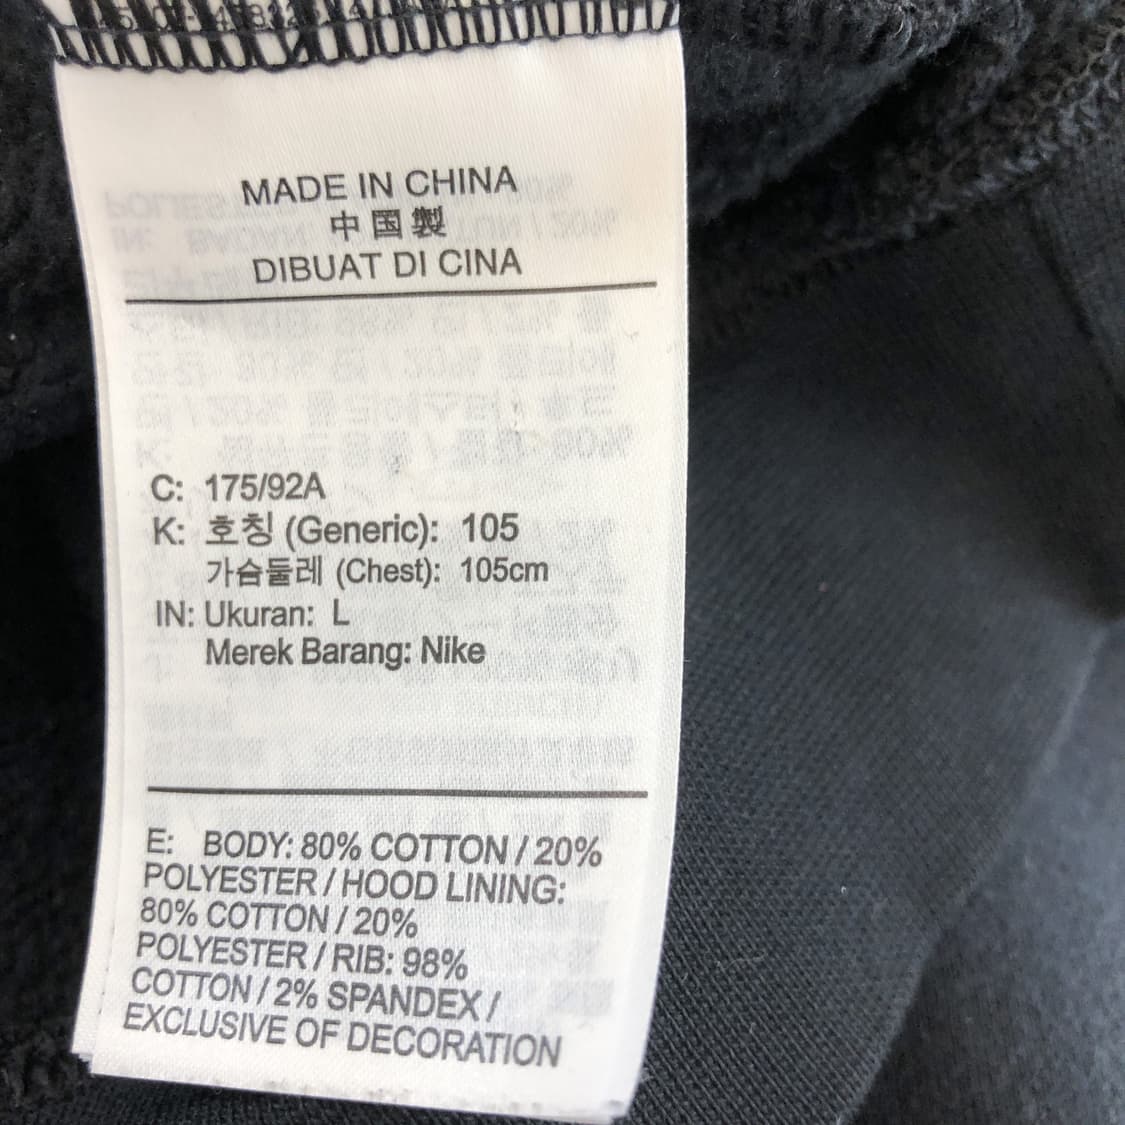 MADE IN CHINA
中国製
DIBUAT DI CINA
C: 175/92A
K: 호칭 (Generic): 105
가슴둘레 (Chest): 105cm
IN: Ukuran: L
Merek Barang: Nike
E: BODY: 80% COTTON / 20%
POLYESTER / HOOD LINING:
80% COTTON / 20%
POLYESTER / RIB: 98%
COTTON / 2% SPANDEX /
EXCLUSIVE OF DECORATION